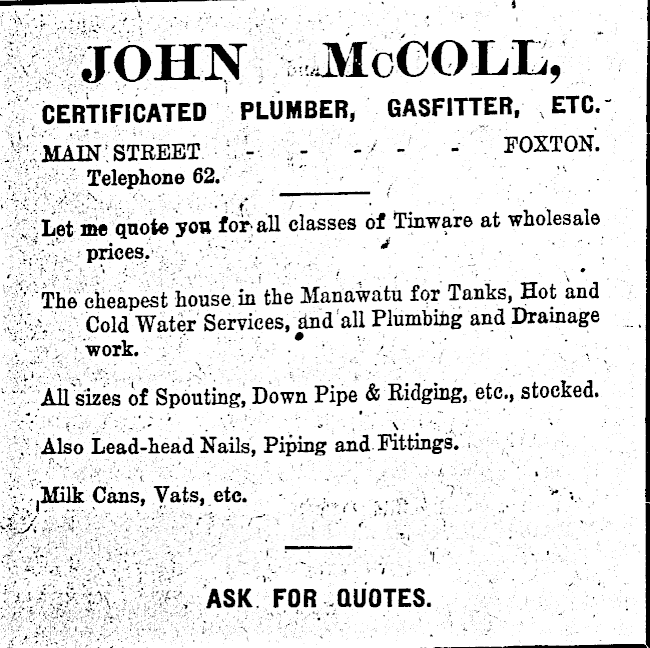 JOHN McCOLL,
CERTIFICATED PLUMBER, GASFITTER, ETC.
MAIN STREET - - - - - FOXTON.
Telephone 62.
Let me quote you for all classes of Tinware at wholesale
prices.
The cheapest house in the Manawatu for Tanks, Hot and
Cold Water Services, and all Plumbing and Drainage
work.
All sizes of Spouting, Down Pipe & Ridging, etc., stocked.
Also Lead-head Nails, Piping and Fittings.
Milk Cans, Vats, etc.
ASK FOR QUOTES.